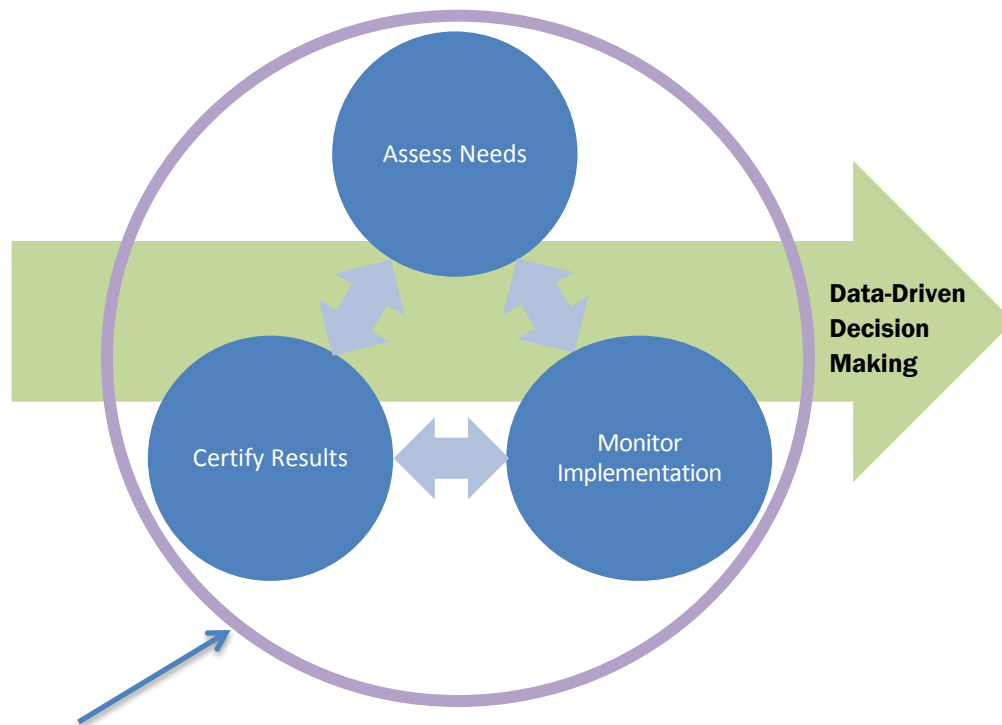 Assess Needs
Data-Driven
Decision
Making
Certify Results
Monitor
Implementation